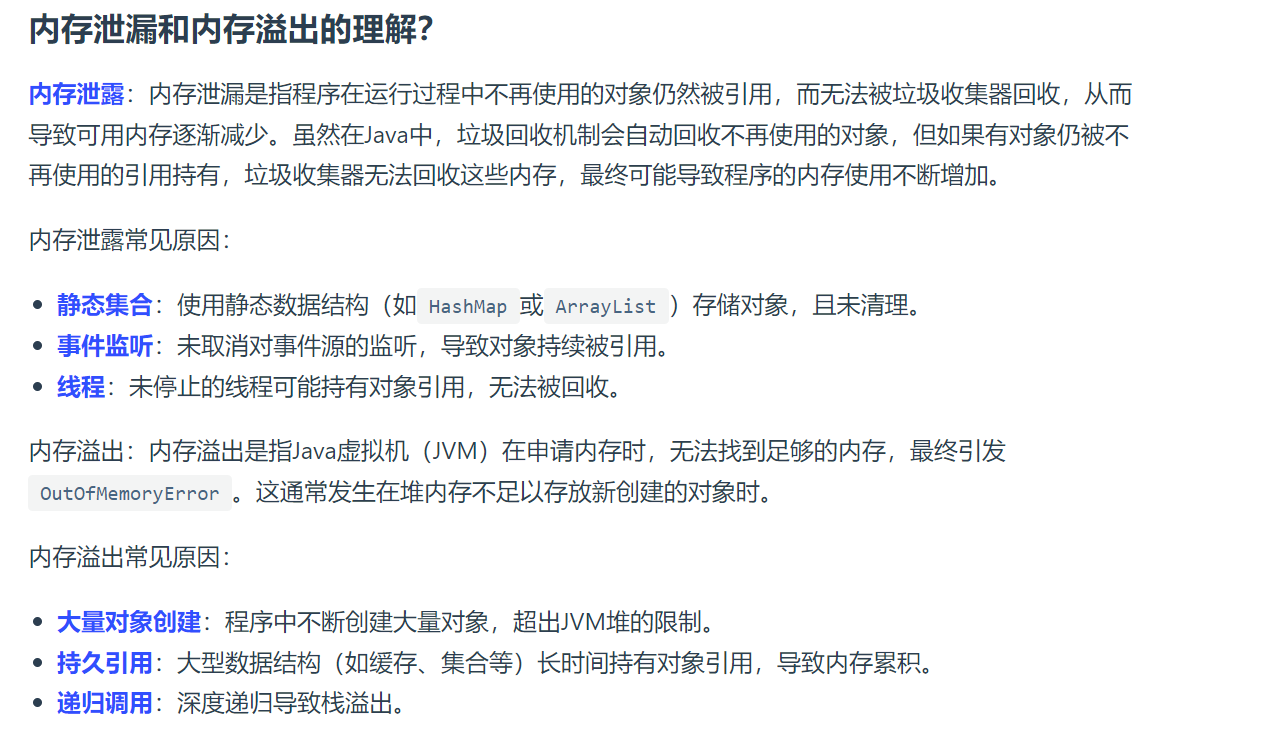 内存泄漏和内存溢出的理解？
内存泄露：内存泄漏是指程序在运行过程中不再使用的对象仍然被引用，而无法被垃圾收集器回收，从而
导致可用内存逐渐减少。虽然在Java中，垃圾回收机制会自动回收不再使用的对象，但如果有对象仍被不
再使用的引用持有，垃圾收集器无法回收这些内存，最终可能导致程序的内存使用不断增加。
内存泄露常见原因：
• 静态集合：使用静态数据结构（如 HashMap 或 ArrayList ）存储对象，且未清理。
• 事件监听：未取消对事件源的监听，导致对象持续被引用。
• 线程：未停止的线程可能持有对象引用，无法被回收。
内存溢出：内存溢出是指Java虚拟机（JVM）在申请内存时，无法找到足够的内存，最终引发
OutOfMemoryError 。这通常发生在堆内存不足以存放新创建的对象时。
内存溢出常见原因：
• 大量对象创建：程序中不断创建大量对象，超出JVM堆的限制。
• 持久引用：大型数据结构（如缓存、集合等）长时间持有对象引用，导致内存累积。
• 递归调用：深度递归导致栈溢出。